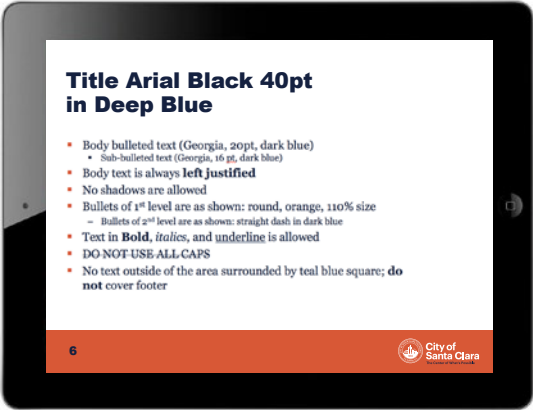 Title Arial Black 40pt
in Deep Blue
Body bulleted text (Georgia, 20pt, dark blue)
Sub-bulleted text (Georgia, 16 pt, dark blue)
Body text is always left justified
No shadows are allowed
Bullets of 1st level are as shown: round, orange, 110% size
– Bullets of 2nd level are as shown: straight dash in dark blue
Text in Bold, italics, and underline is allowed
DO NOT USE ALL CAPS
No text outside of the area surrounded by teal blue square; do
not cover footer
6
City of
Santa Clara